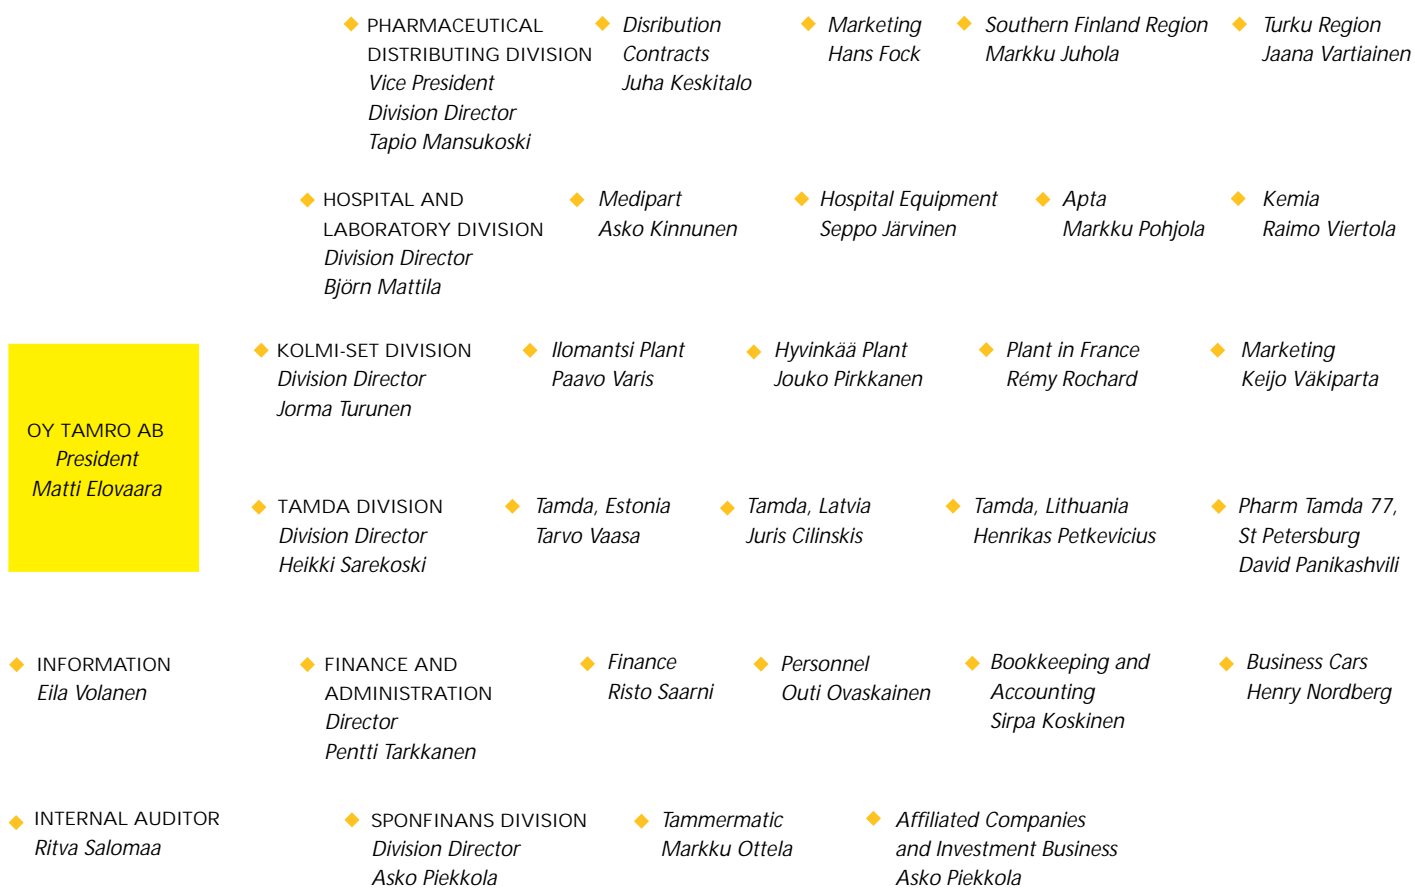 PHARMACEUTICAL
DISTRIBUTING DIVISION
Vice President
Division Director
Tapio Mansukoski
Disribution
Contracts
Juha Keskitalo
Marketing
Hans Fock
Southern Finland Region
Markku Juhola
Turku Region
Jaana Vartiainen
HOSPITAL AND
LABORATORY DIVISION
Division Director
Björn Mattila
Medipart
Asko Kinnunen
Hospital Equipment
Seppo Järvinen
Apta
Markku Pohjola
Kemia
Raimo Viertola
OY TAMRO AB
President
Matti Elovaara
KOLMI-SET DIVISION
Division Director
Jorma Turunen
Ilomantsi Plant
Paavo Varis
Hyvinkää Plant
Jouko Pirkkanen
Plant in France
Rémy Rochard
Marketing
Keijo Väkiparta
TAMDA DIVISION
Division Director
Heikki Sarekoski
Tamda, Estonia
Tarvo Vaasa
Tamda, Latvia
Juris Cilinskis
Tamda, Lithuania
Henrikas Petkevicius
Pharm Tamda 77,
St Petersburg
David Panikashvili
INFORMATION
Eila Volanen
FINANCE AND
ADMINISTRATION
Director
Pentti Tarkkanen
Finance
Risto Saarni
Personnel
Outi Ovaskainen
Bookkeeping and
Accounting
Sirpa Koskinen
Business Cars
Henry Nordberg
INTERNAL AUDITOR
Ritva Salomaa
SPONFINANS DIVISION
Division Director
Asko Piekkola
Tammermatic
Markku Ottela
Affiliated Companies
and Investment Business
Asko Piekkola